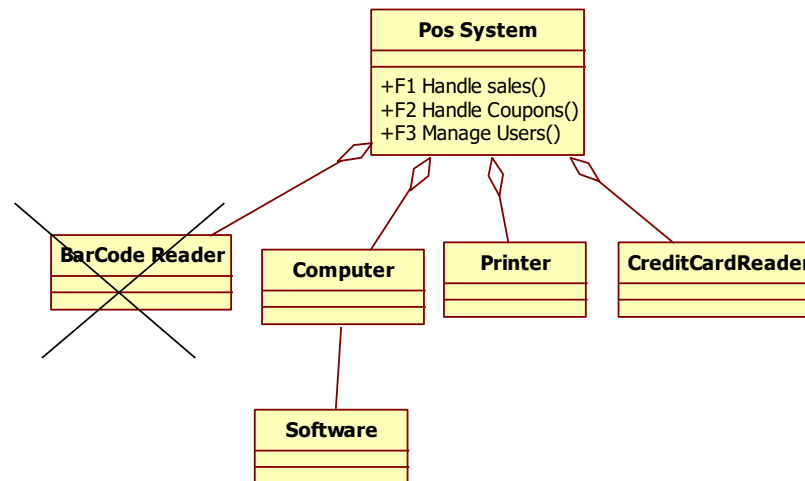 Pos System
+F1 Handle sales()
+F2 Handle Coupons()
+F3 Manage Users()
BarCode Reader
Computer
Printer
CreditCardReader
Software